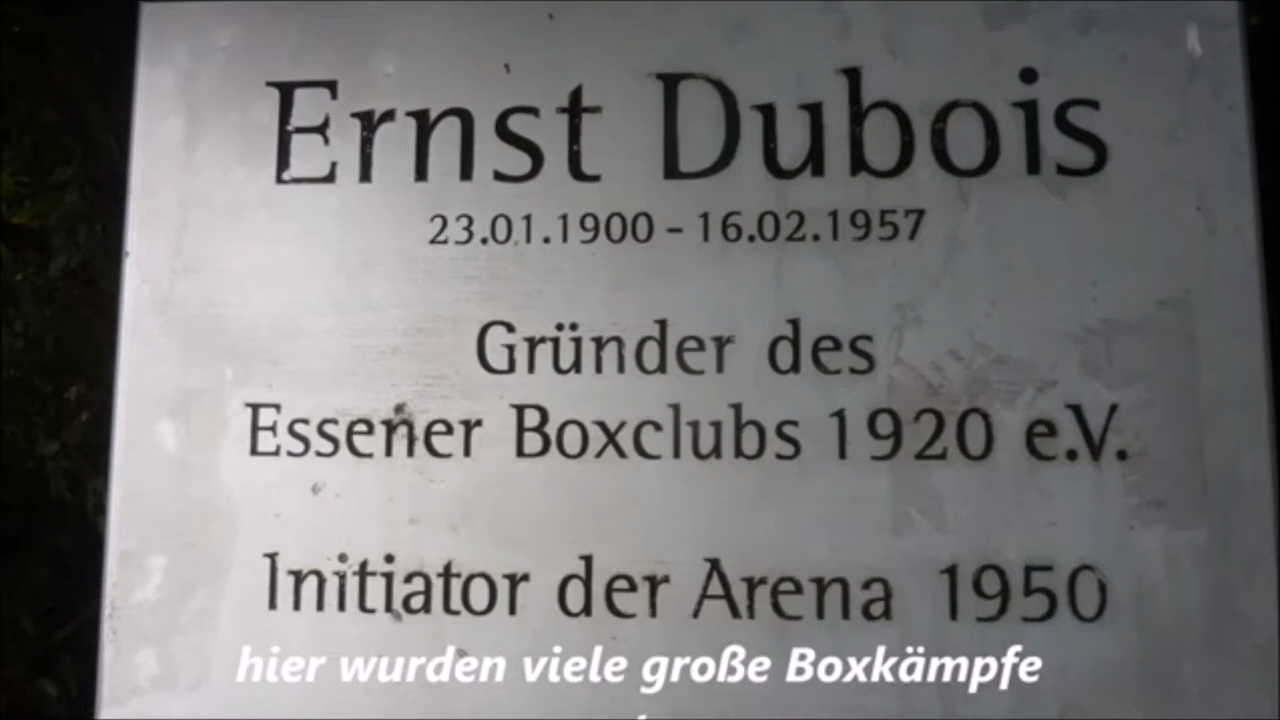 Ernst Dubois
23.01.1900 - 16.02.1957
Gründer des
Essener Boxclubs 1920 e.V.
Initiator der Arena 1950
hier wurden viele große Boxkämpfe